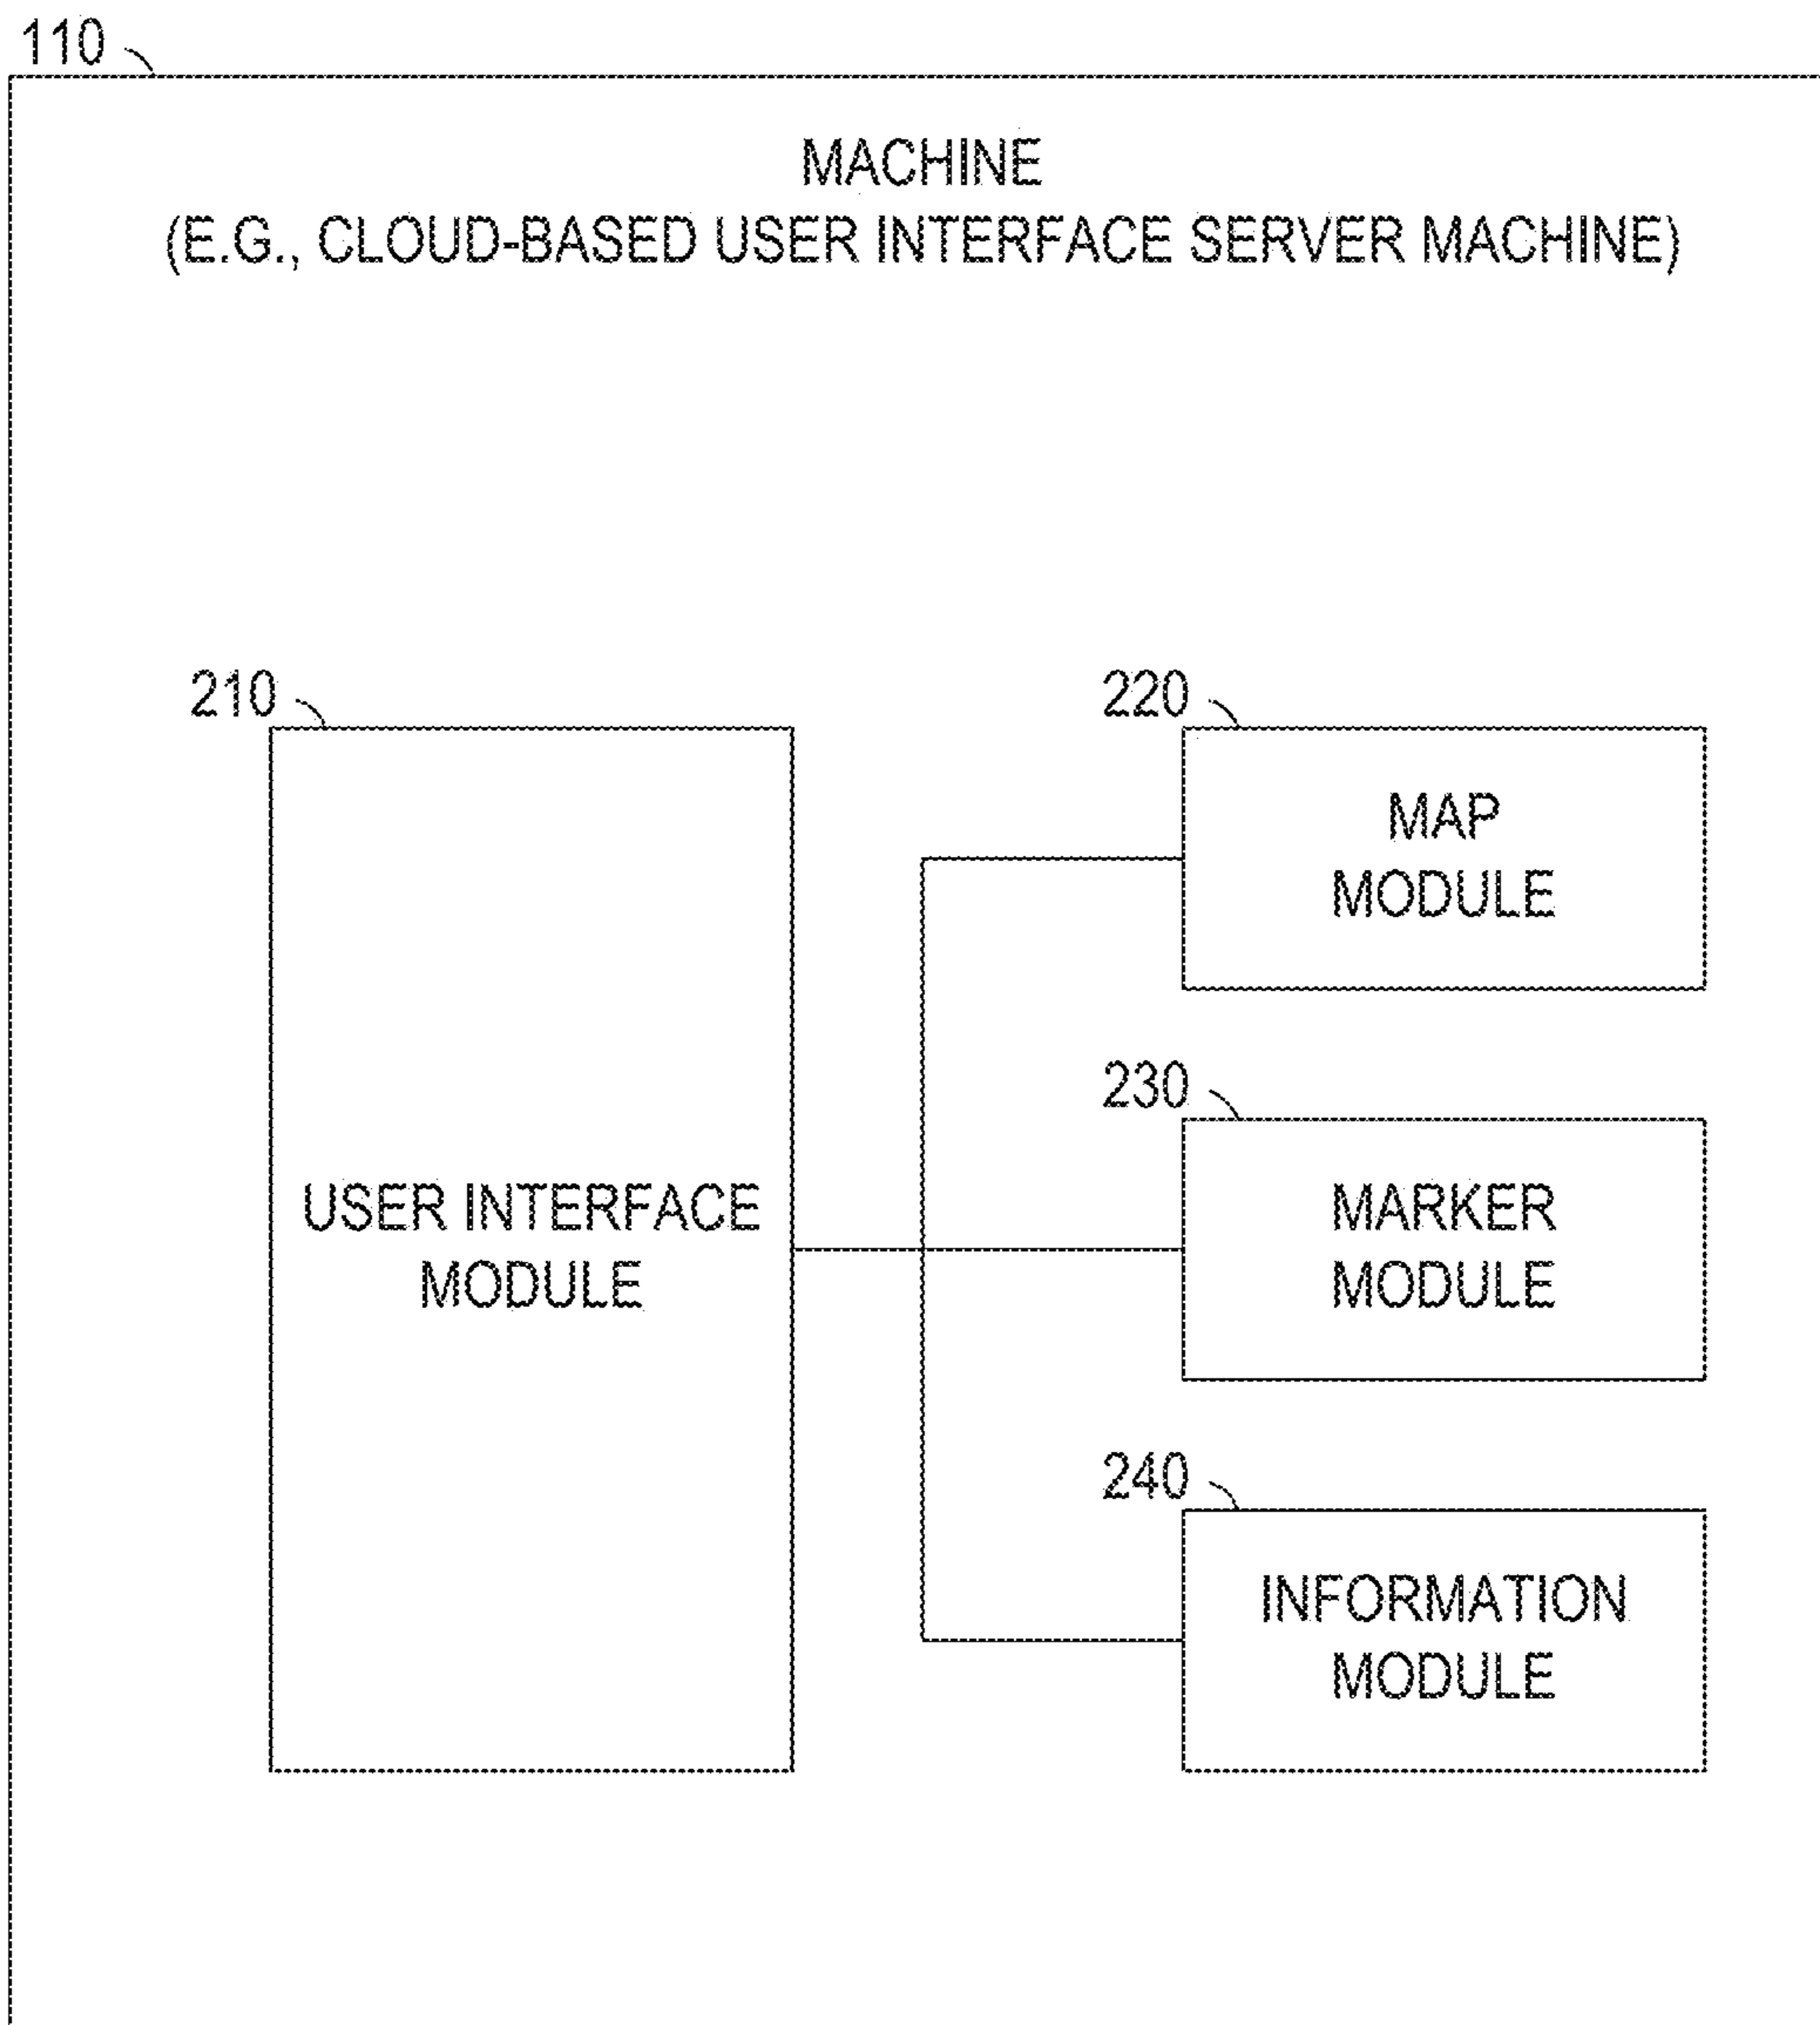 110
MACHINE
(E.G., CLOUD-BASED USER INTERFACE SERVER MACHINE)
210
USER INTERFACE
MODULE
220
MAP
MODULE
230
MARKER
MODULE
240
INFORMATION
MODULE